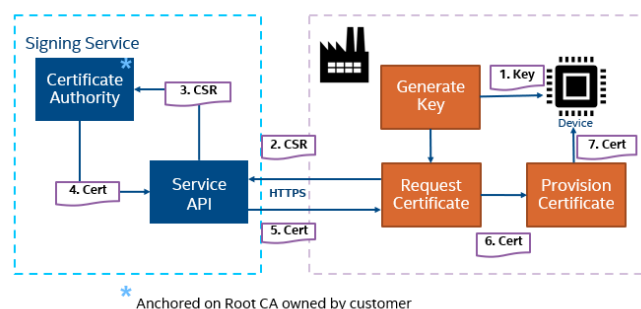 Signing Service
Certificate
Authority
*
3. CSR
4. Cert
Service
API
2. CSR
HTTPS
5. Cert
Generate
Key
1. Key
Device
7. Cert
Request
Certificate
Provision
Certificate
6. Cert
* Anchored on Root CA owned by customer